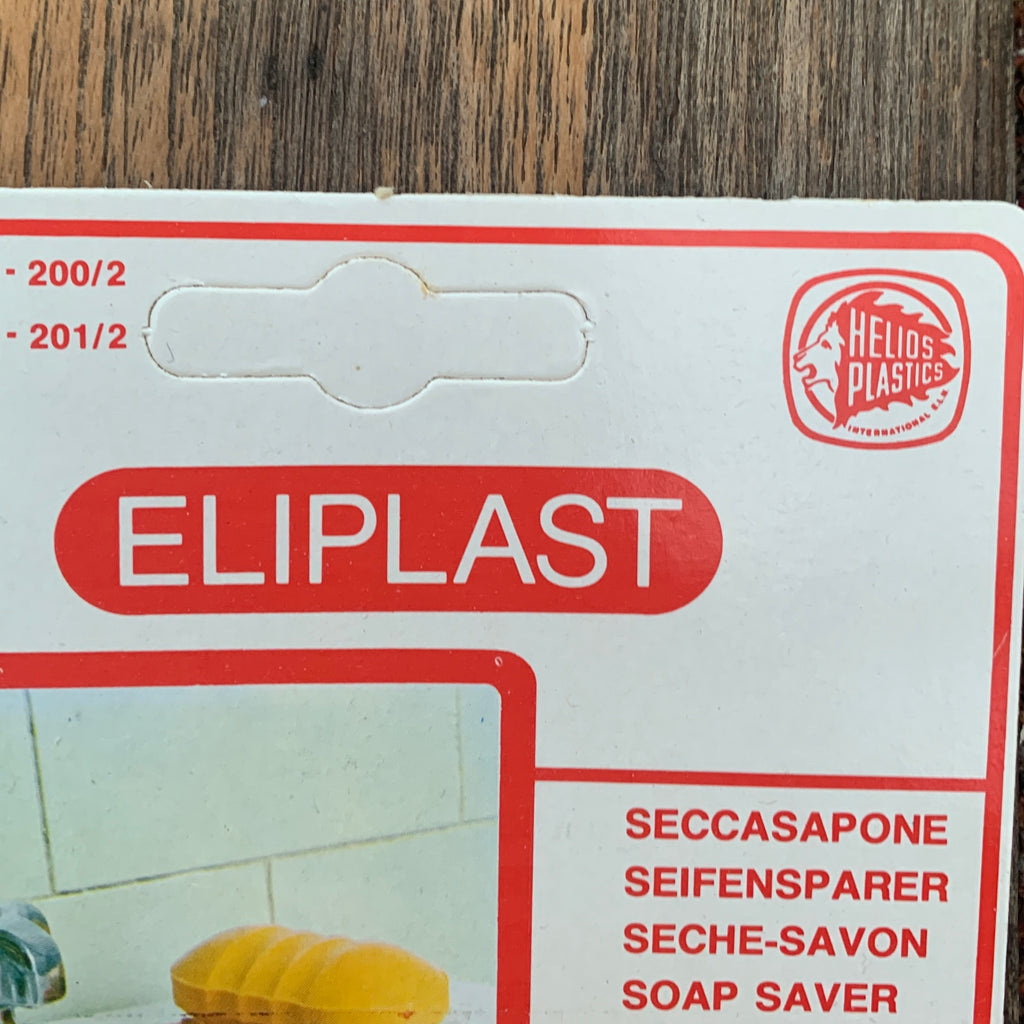 - 200/2
- 201/2
HELIOS
PLASTICS
INTERNATIONAL S.L.R.
ELIPLAST
SECCASAPONE
SEIFENSPARER
SECHE-SAVON
SOAP SAVER